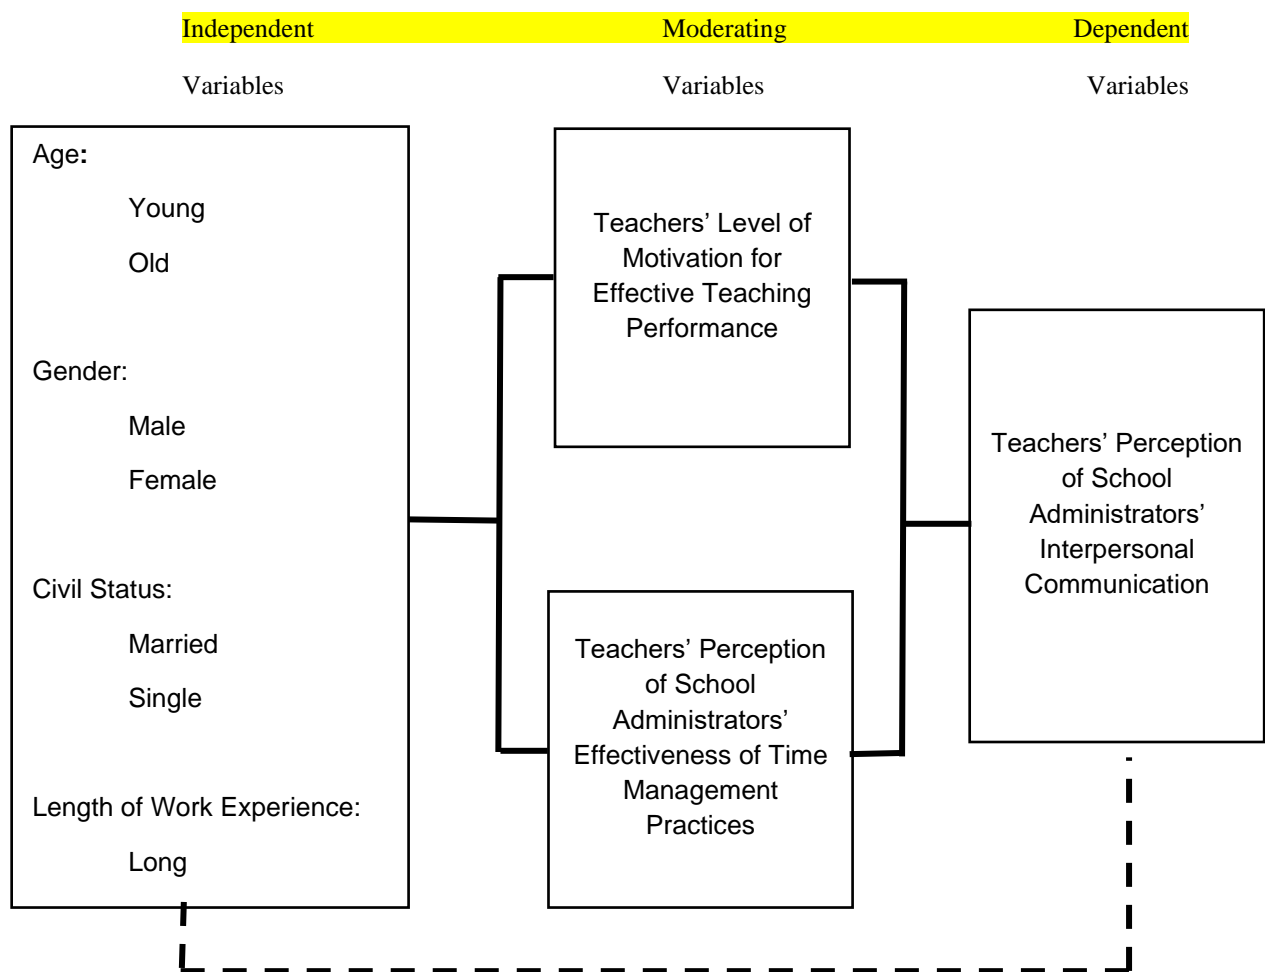 Independent Moderating Dependent
Variables Variables Variables
Age:
Young
Old
Gender:
Male
Female
Civil Status:
Married
Single
Length of Work Experience:
Long
Teachers’ Level of
Motivation for
Effective Teaching
Performance
Teachers’ Perception
of School
Administrators’
Effectiveness of Time
Management
Practices
Teachers’ Perception
of School
Administrators’
Interpersonal
Communication